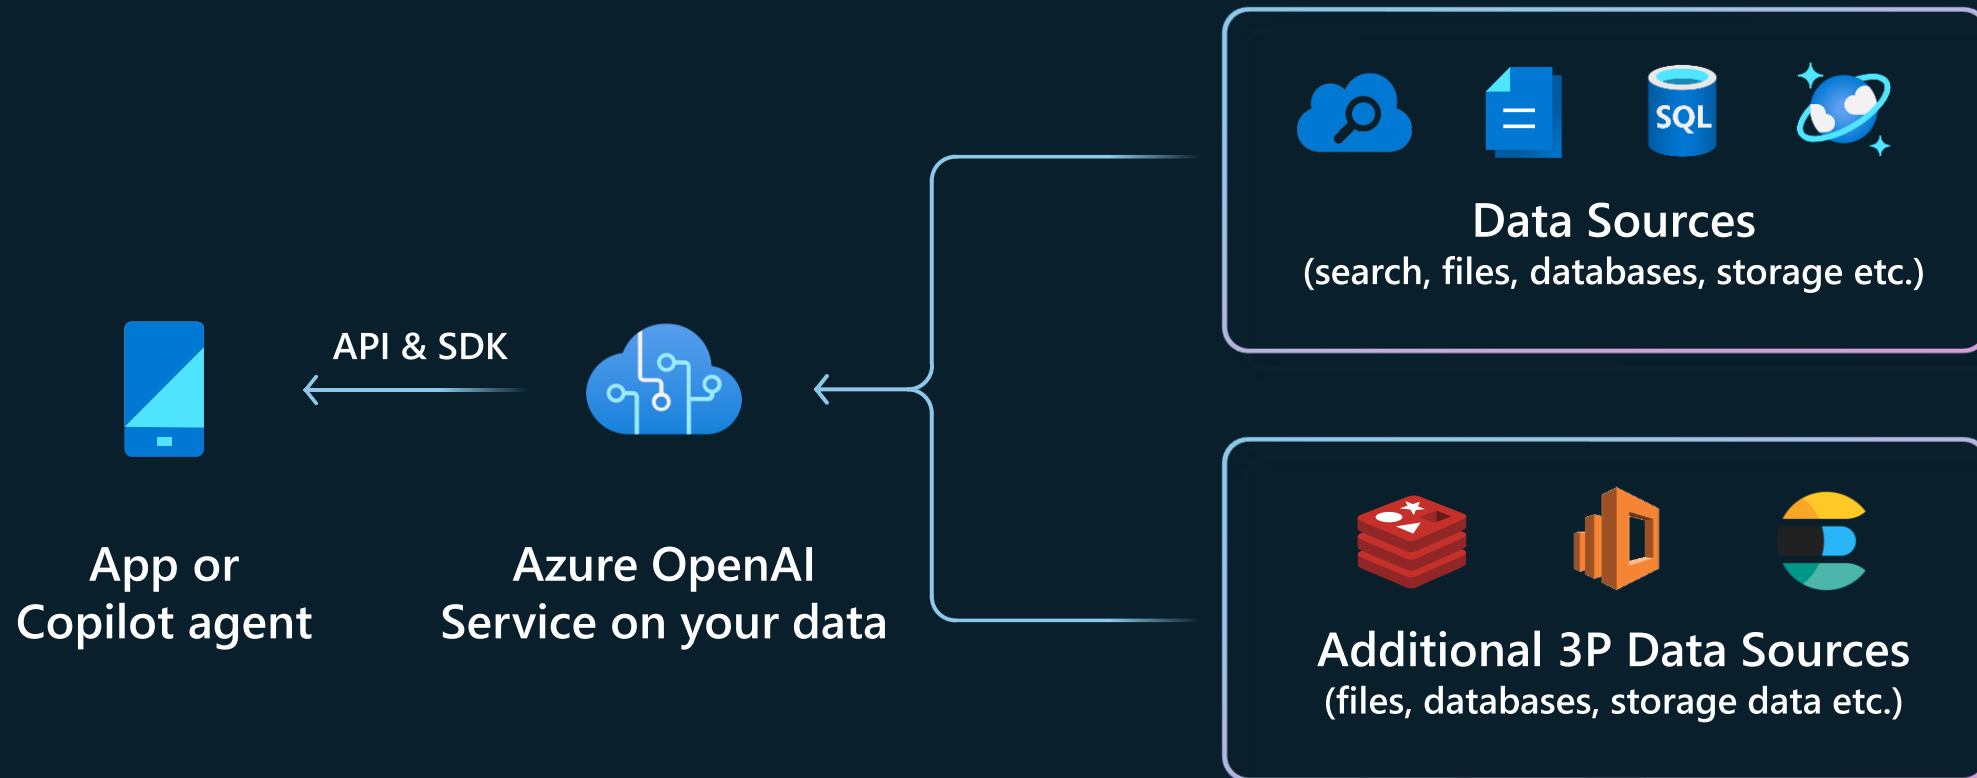 SQL
Data Sources
(search, files, databases, storage etc.)
API & SDK
App or
Copilot agent
Azure OpenAI
Service on your data
Additional 3P Data Sources
(files, databases, storage data etc.)